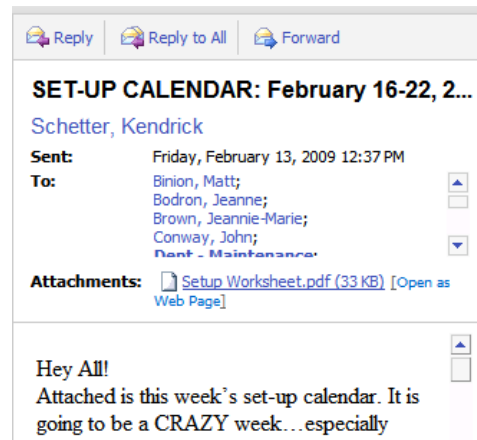 Reply Reply to All Forward
SET-UP CALENDAR: February 16-22, 2...
Schetter, Kendrick
Sent: Friday, February 13, 2009 12:37 PM
To: Binion, Matt;
Bodron, Jeanne;
Brown, Jeannie-Marie;
Conway, John;
Dept - Maintenance;
Attachments: Setup Worksheet.pdf (33 KB) [Open as
Web Page]
Hey All!
Attached is this week's set-up calendar. It is
going to be a CRAZY week…especially